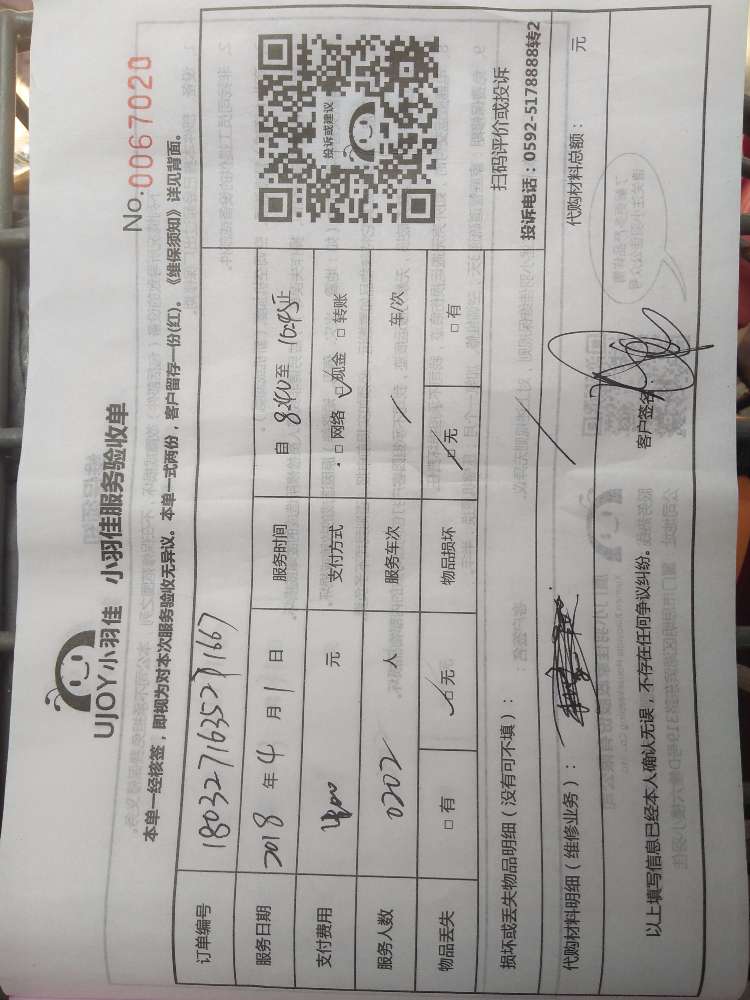 UJOY小羽佳 小羽佳服务验收单
No.0067020
本单一经核签，即视为对本次服务验收无异议。本单一式两份，客户留存一份(红)。《维保须知》详见背面。
订单编号 180327163521667
服务日期 2018 年 4 月 1 日 服务时间 自 8:40 至 10:45 止
支付费用 元 支付方式 □网络 □现金 □转账
服务人数 0202 人 服务车次 / 车/次
物品丢失 □有 □无 物品损坏 □无 □有
投诉或建议
扫码评价或投诉
投诉电话：0592-5178888转2
损坏或丢失物品明细（没有可不填）：
代购材料明细（维修业务）： 代购材料总额： 元
以上填写信息已经本人确认无误，不存在任何争议纠纷。 客户签名：